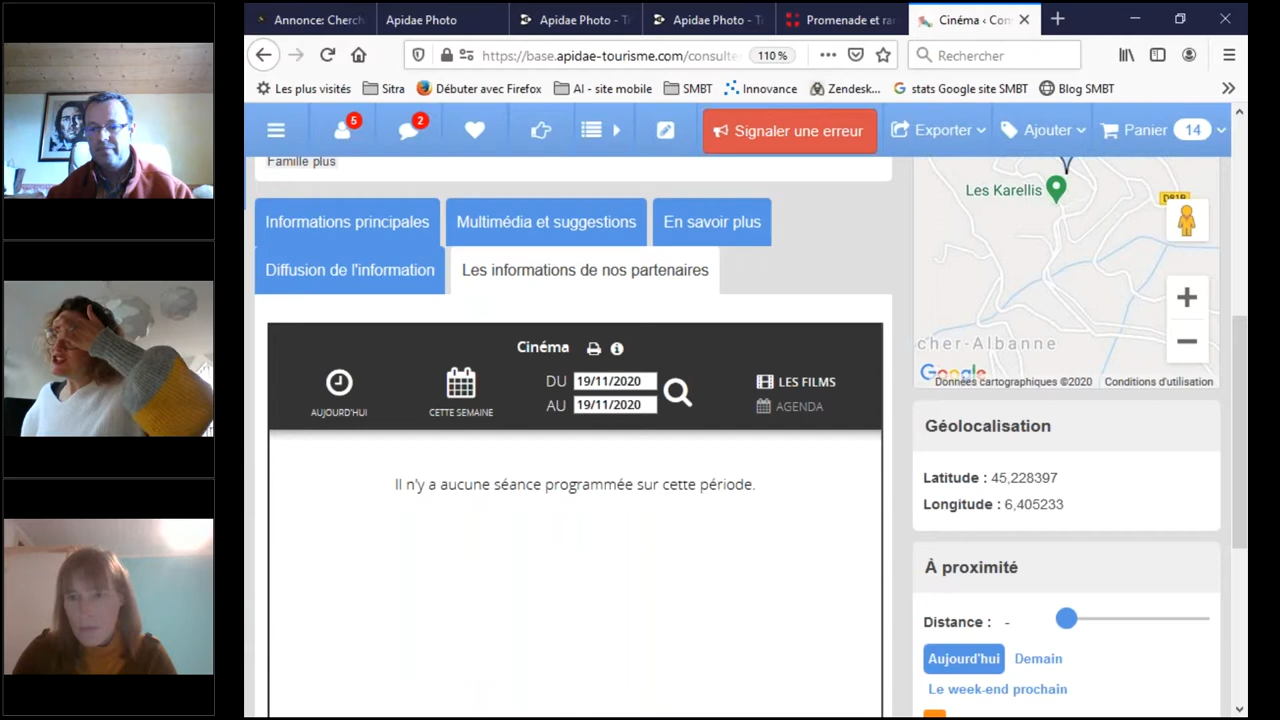 Annonce: Cherch
Apidae Photo
Apidae Photo - T
Apidae Photo - T
Promenade et ra
Cinéma ‹ Con
https://base.apidae-tourisme.com/consulte
110 %
Rechercher
Les plus visités
Sitra
Débuter avec Firefox
AI - site mobile
SMBT
Innovance
Zendesk...
stats Google site SMBT
Blog SMBT
5
2
Signaler une erreur
Exporter
Ajouter
Panier
14
Famille plus
Informations principales
Multimédia et suggestions
En savoir plus
Diffusion de l'information
Les informations de nos partenaires
Cinéma
AUJOURD'HUI
CETTE SEMAINE
DU 19/11/2020
AU 19/11/2020
LES FILMS
AGENDA
Il n'y a aucune séance programmée sur cette période.
Les Karellis
D81B
cher-Albanne
Google
Données cartographiques ©2020
Conditions d'utilisation
Géolocalisation
Latitude : 45,228397
Longitude : 6,405233
À proximité
Distance : -
Aujourd'hui
Demain
Le week-end prochain